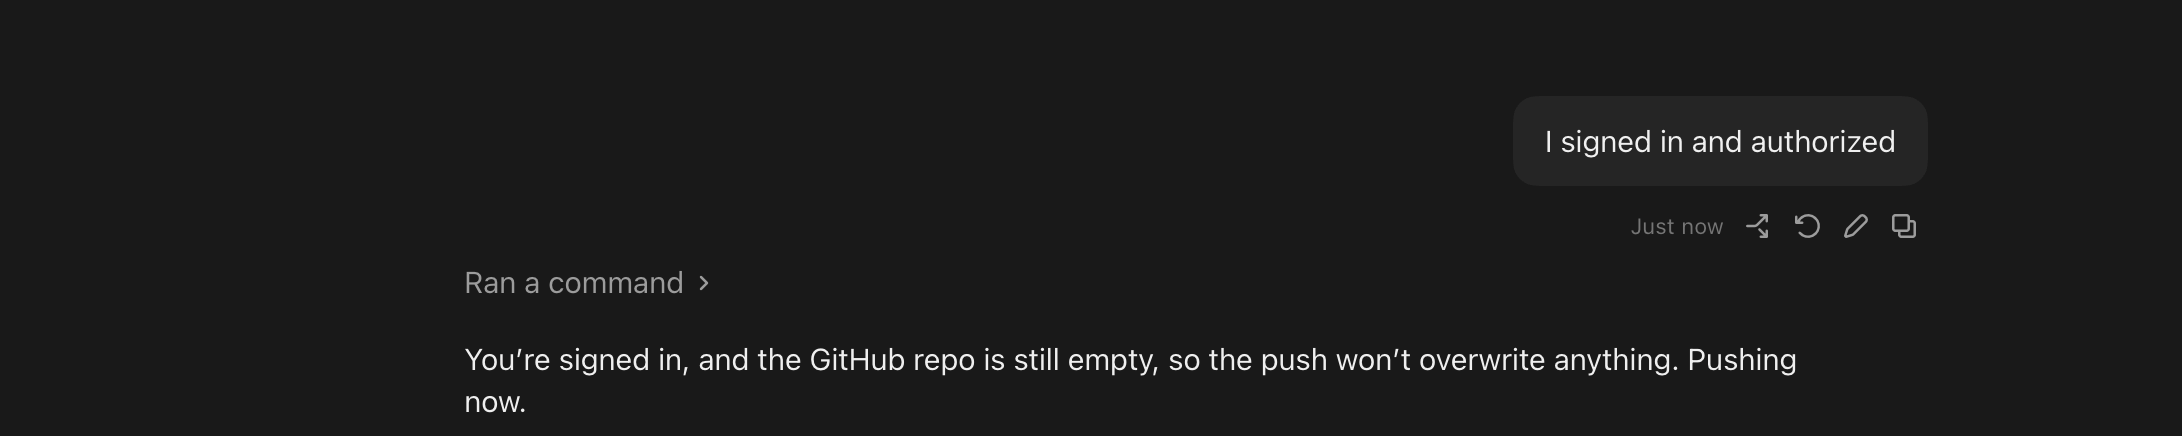 I signed in and authorized
Just now
Ran a command
You’re signed in, and the GitHub repo is still empty, so the push won’t overwrite anything. Pushing
now.